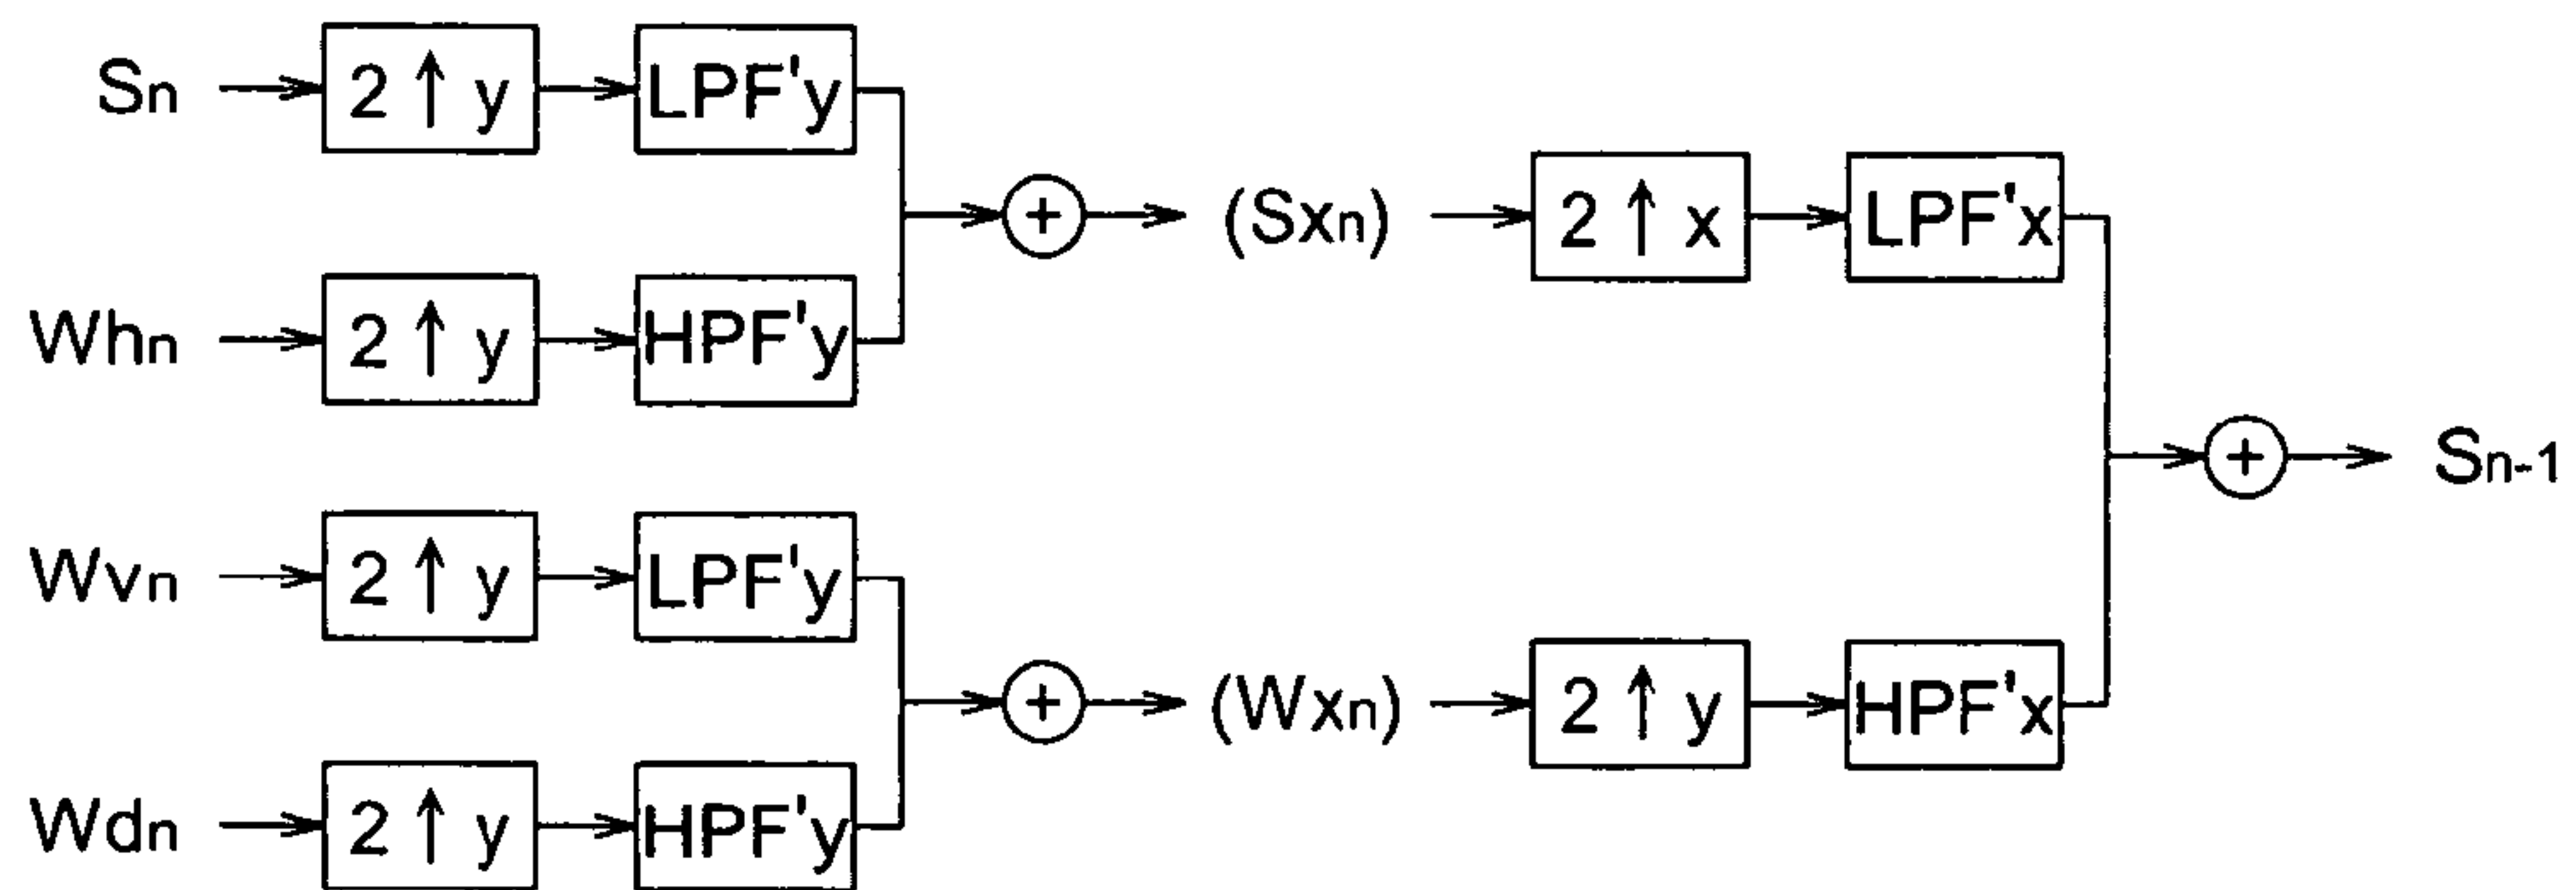 Sn 2 ↑ y LPF'y
Whn 2 ↑ y HPF'y
+ (Sxn) 2 ↑ x LPF'x
Wvn 2 ↑ y LPF'y
Wdn 2 ↑ y HPF'y
+ (Wxn) 2 ↑ y HPF'x
+ Sn-1